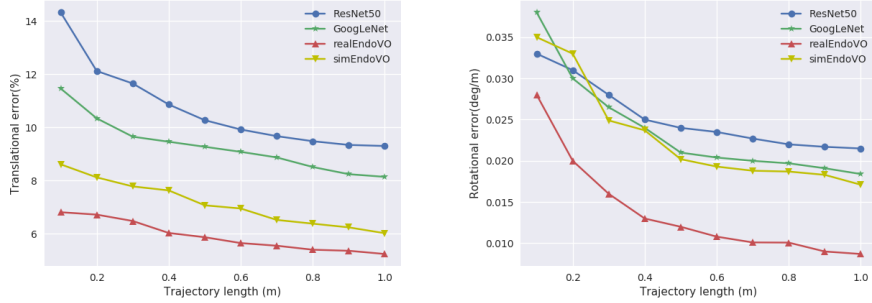 Translational error(%)
14
12
10
8
6
0.2
0.4
0.6
0.8
1.0
Trajectory length (m)
ResNet50
GoogLeNet
realEndoVO
simEndoVO
Rotational error(deg/m)
0.035
0.030
0.025
0.020
0.015
0.010
0.2
0.4
0.6
0.8
1.0
Trajectory length (m)
ResNet50
GoogLeNet
realEndoVO
simEndoVO